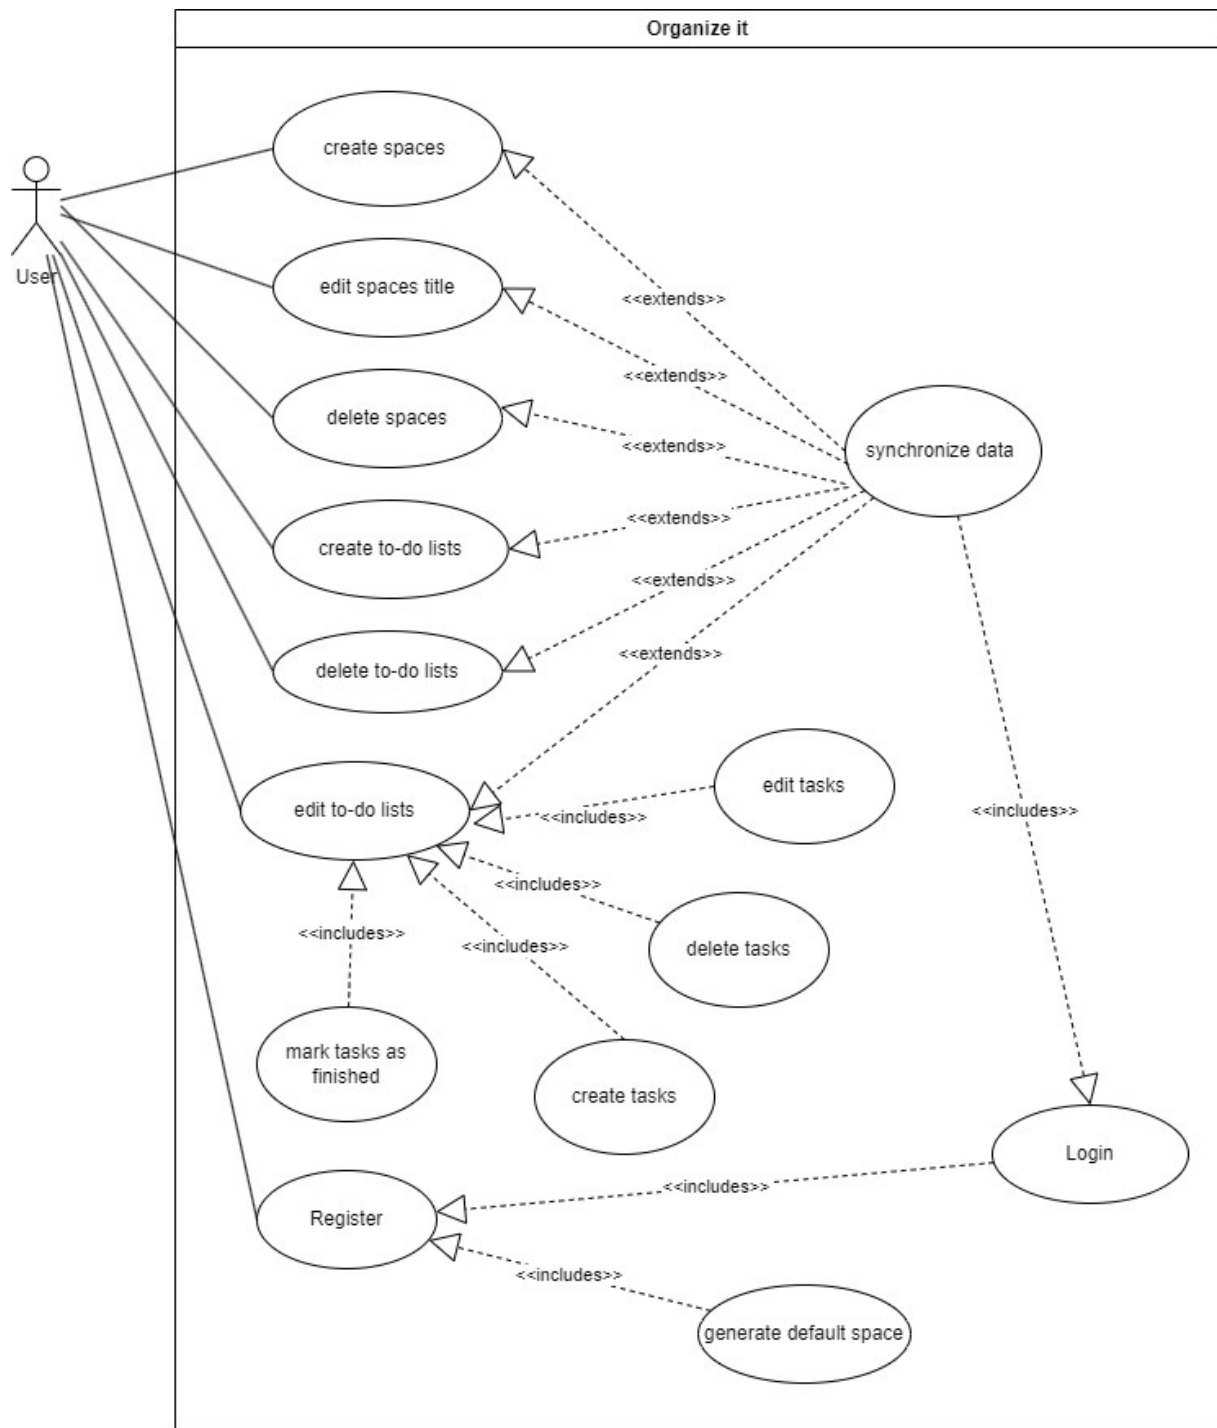 Organize it
create spaces
User
edit spaces title
<<extends>>
<<extends>>
delete spaces
<<extends>>
synchronize data
<<extends>>
create to-do lists
<<extends>>
delete to-do lists
<<extends>>
edit tasks
edit to-do lists
<<includes>>
<<includes>>
<<includes>>
<<includes>>
<<includes>>
delete tasks
mark tasks as
finished
create tasks
Login
<<includes>>
Register
<<includes>>
generate default space